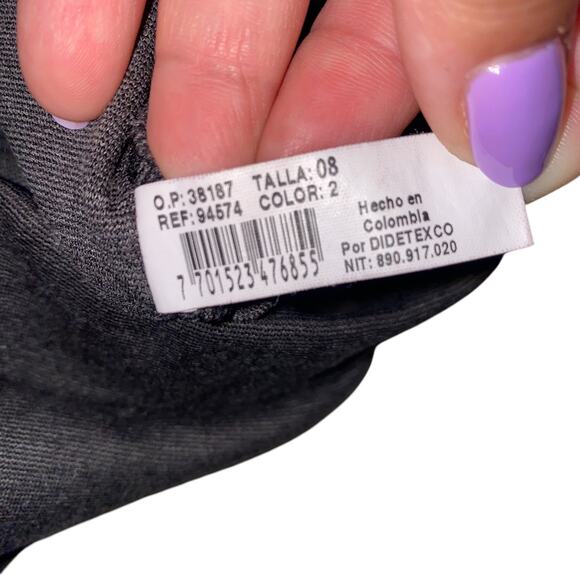 O.P: 38187 TALLA: 08
REF: 94574 COLOR: 2
7 701523 476855
Hecho en
Colombia
Por DIDETEXCO
NIT: 890.917.020